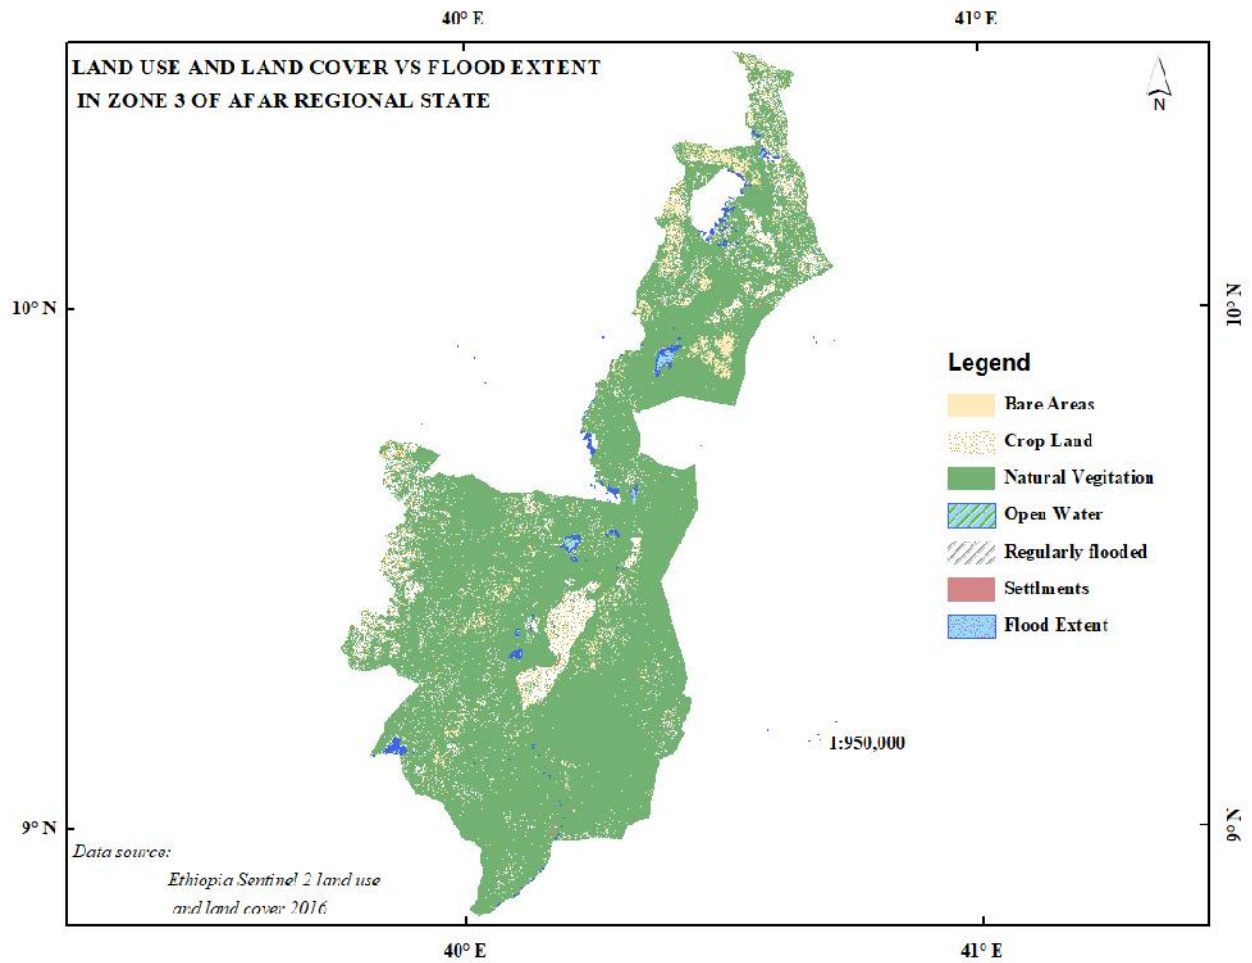 40° E 41° E
LAND USE AND LAND COVER VS FLOOD EXTENT
IN ZONE 3 OF AFAR REGIONAL STATE
N
10° N 10° N
Legend
Bare Areas
Crop Land
Natural Vegitation
Open Water
Regularly flooded
Settlments
Flood Extent
1:950,000
9° N 9° N
Data source:
Ethiopia Sentinel 2 land use
and land cover 2016
40° E 41° E